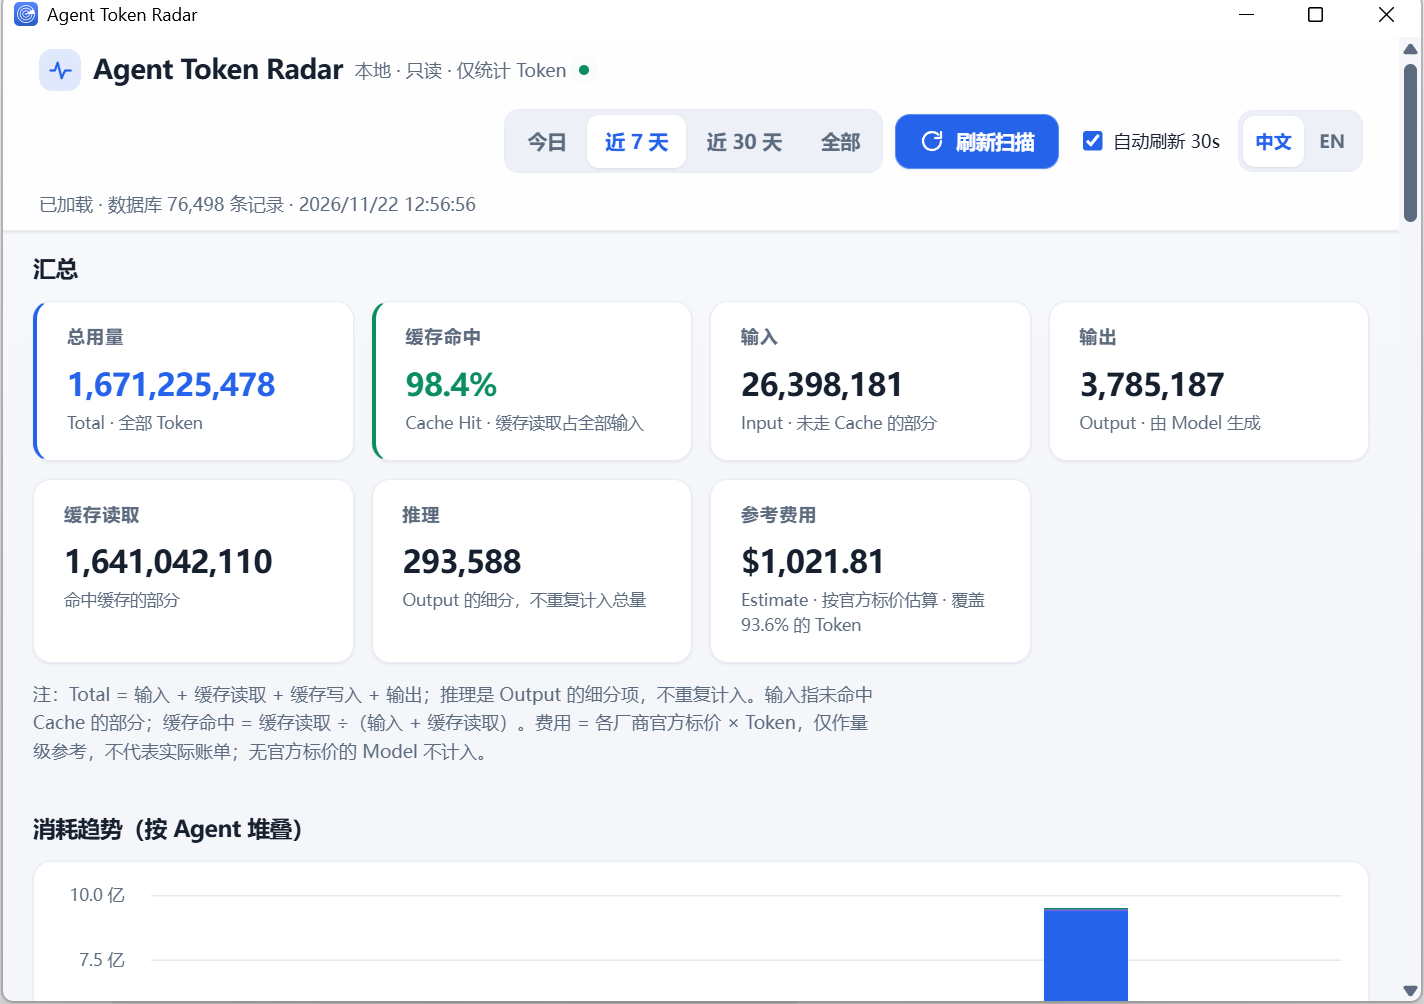 Agent Token Radar
Agent Token Radar 本地 · 只读 · 仅统计 Token
今日 近 7 天 近 30 天 全部 刷新扫描 自动刷新 30s 中文 EN
已加载 · 数据库 76,498 条记录 · 2026/11/22 12:56:56
汇总
总用量
1,671,225,478
Total · 全部 Token
缓存命中
98.4%
Cache Hit · 缓存读取占全部输入
输入
26,398,181
Input · 未走 Cache 的部分
输出
3,785,187
Output · 由 Model 生成
缓存读取
1,641,042,110
命中缓存的部分
推理
293,588
Output 的细分，不重复计入总量
参考费用
$1,021.81
Estimate · 按官方标价估算 · 覆盖
93.6% 的 Token
注：Total = 输入 + 缓存读取 + 缓存写入 + 输出；推理是 Output 的细分项，不重复计入。输入指未命中
Cache 的部分；缓存命中 = 缓存读取 ÷（输入 + 缓存读取）。费用 = 各厂商官方标价 × Token，仅作量
级参考，不代表实际账单；无官方标价的 Model 不计入。
消耗趋势（按 Agent 堆叠）
10.0 亿
7.5 亿